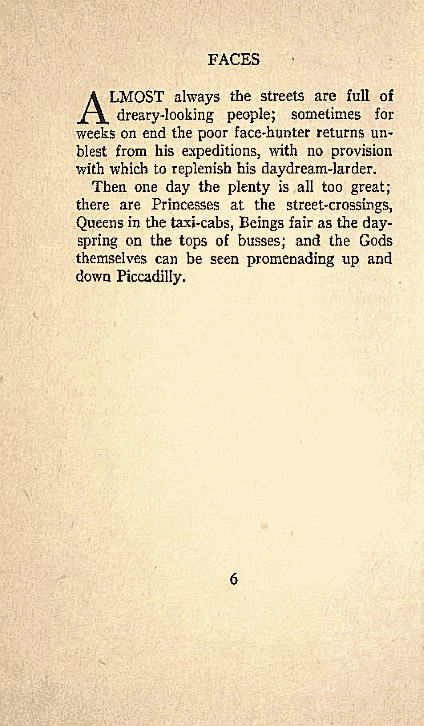 FACES
ALMOST always the streets are full of
dreary-looking people; sometimes for
weeks on end the poor face-hunter returns un-
blest from his expeditions, with no provision
with which to replenish his daydream-larder.
Then one day the plenty is all too great;
there are Princesses at the street-crossings,
Queens in the taxi-cabs, Beings fair as the day-
spring on the tops of busses; and the Gods
themselves can be seen promenading up and
down Piccadilly.
6